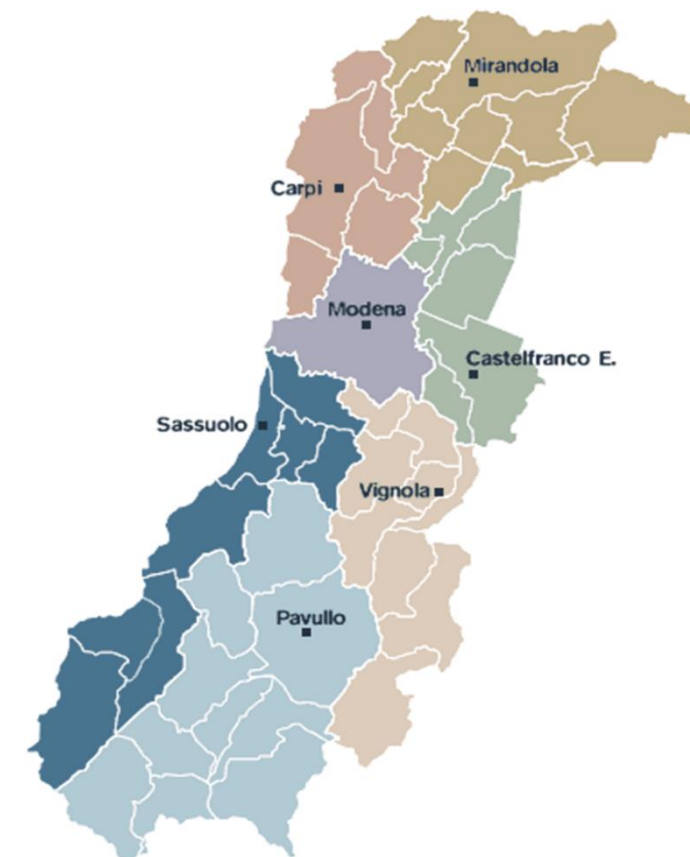 Mirandola
Carpi
Modena
Castelfranco E.
Sassuolo
Vignola
Pavullo